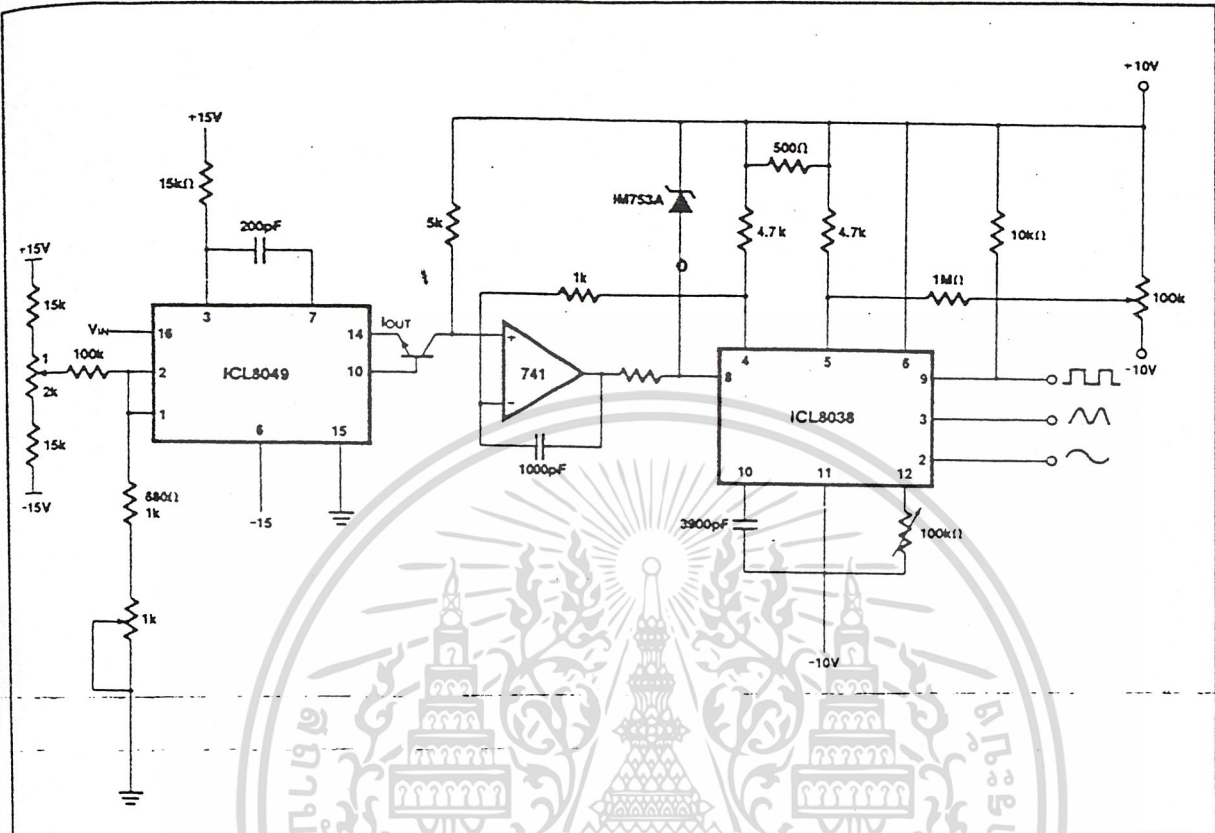 +10V
+15V
500Ω
15kΩ
IM753A
200pF
5k
4.7k
4.7k
10kΩ
+15V
1k
1MΩ
15k
100k
3
7
VIN
16
14
IOUT
1
100k
2
ICL8049
10
+
741
-
4
5
6
-10V
8
9
2k
1
ICL8038
3
15k
6
15
1000pF
2
10
11
12
-15V
680Ω
1k
-15
3900pF
100kΩ
1k
-10V